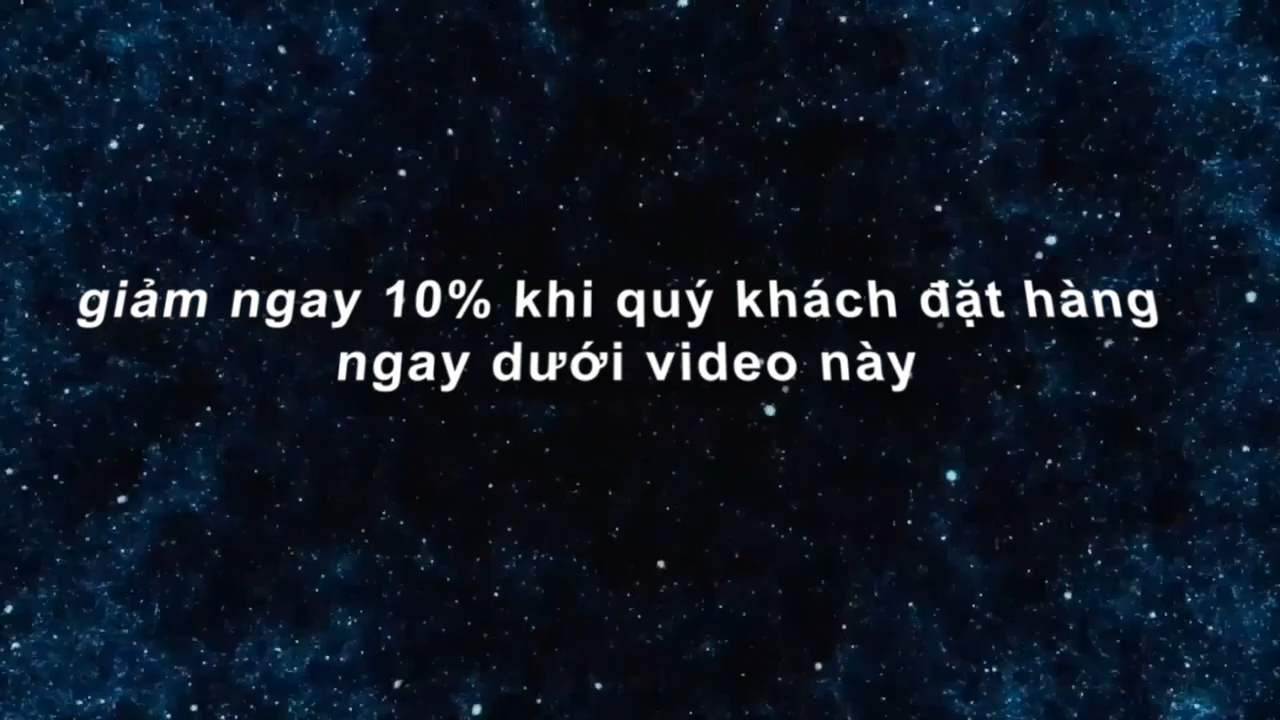 giảm ngay 10% khi quý khách đặt hàng
ngay dưới video này